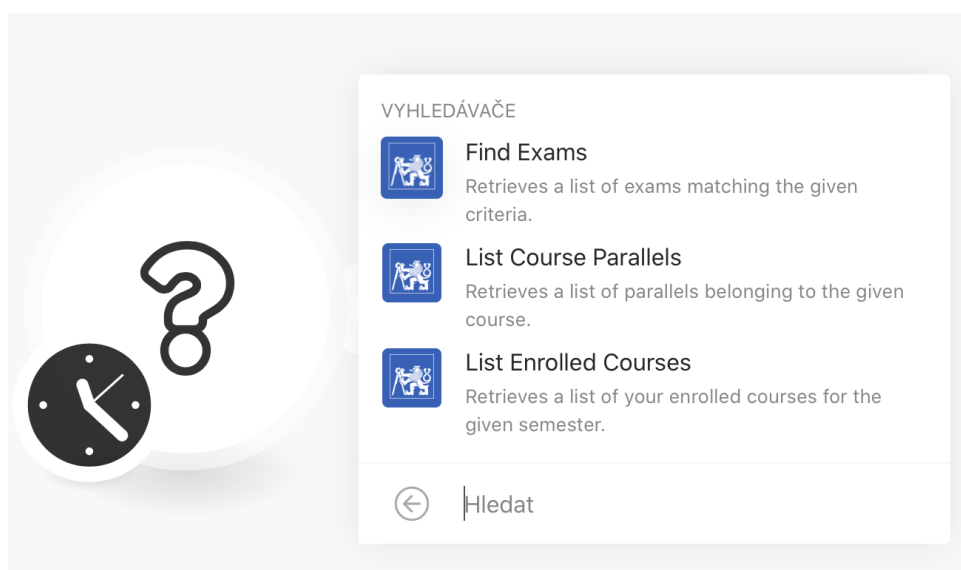 VYHLEDÁVAČE
Find Exams
Retrieves a list of exams matching the given
criteria.
List Course Parallels
Retrieves a list of parallels belonging to the given
course.
List Enrolled Courses
Retrieves a list of your enrolled courses for the
given semester.
Hledat